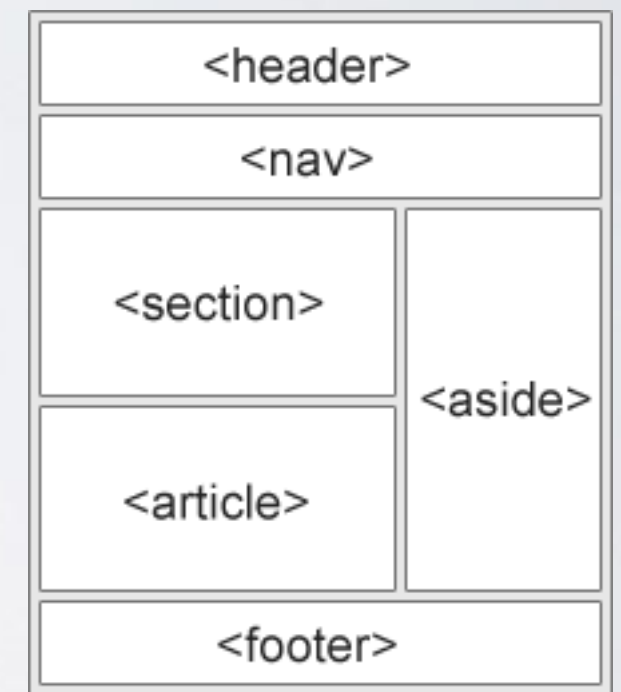 <header>
<nav>
<section>
<aside>
<article>
<footer>